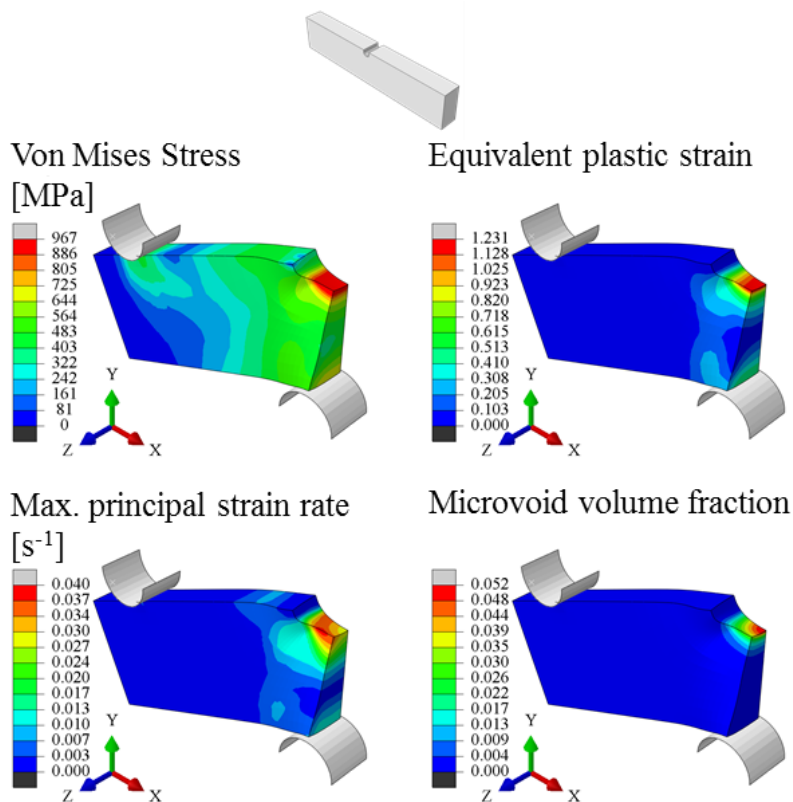 Von Mises Stress
[MPa]
967
886
805
725
644
564
483
403
322
242
161
81
0
Y
Z
X
Equivalent plastic strain
1.231
1.128
1.025
0.923
0.820
0.718
0.615
0.513
0.410
0.308
0.205
0.103
0.000
Y
Z
X
Max. principal strain rate
[s-1]
0.040
0.037
0.034
0.030
0.027
0.024
0.020
0.017
0.013
0.010
0.007
0.003
0.000
Y
Z
X
Microvoid volume fraction
0.052
0.048
0.044
0.039
0.035
0.030
0.026
0.022
0.017
0.013
0.009
0.004
0.000
Y
Z
X